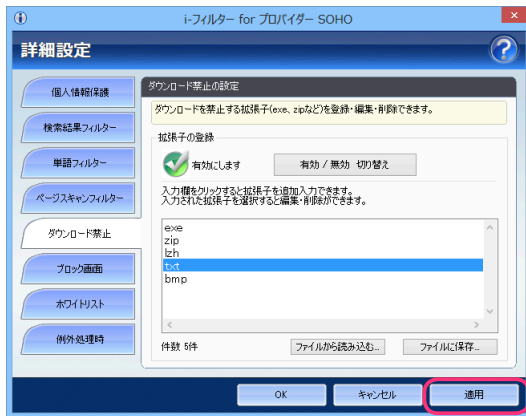 i-フィルター for プロバイダー SOHO
詳細設定
個人情報保護
検索結果フィルター
単語フィルター
ページスキャンフィルター
ダウンロード禁止
ブロック画面
ホワイトリスト
例外処理時
ダウンロード禁止の設定
ダウンロードを禁止する拡張子(exe、zipなど)を登録・編集・削除できます。
拡張子の登録
有効にします
有効 / 無効 切り替え
入力欄をクリックすると拡張子を追加入力できます。
入力された拡張子を選択すると編集・削除ができます。
exe
zip
lzh
txt
bmp
件数 5件
ファイルから読み込む...
ファイルに保存...
OK
キャンセル
適用